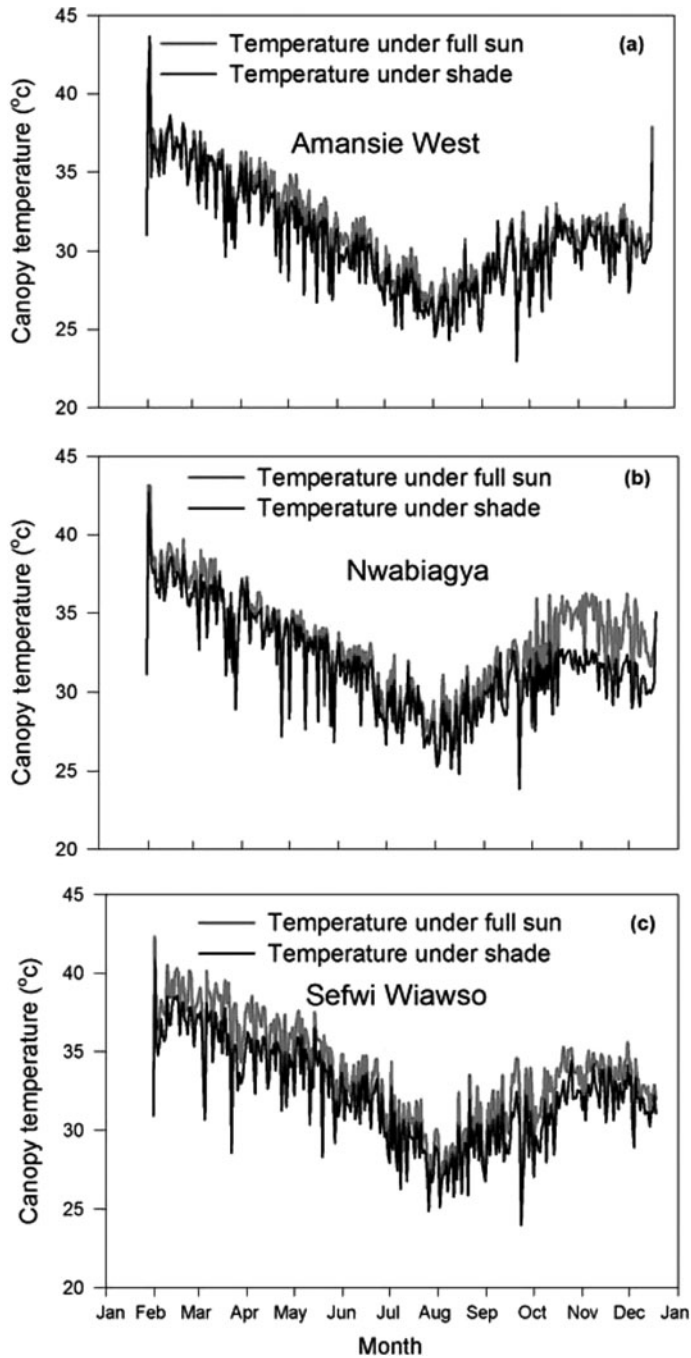 45
Temperature under full sun
(a)
Temperature under shade
40
Amansie West
35
30
25
20
Canopy temperature (ºc)
45
Temperature under full sun
(b)
Temperature under shade
40
Nwabiagya
35
30
25
20
Canopy temperature (ºc)
45
Temperature under full sun
(c)
Temperature under shade
40
Sefwi Wiawso
35
30
25
20
Canopy temperature (ºc)
Jan Feb Mar Apr May Jun Jul Aug Sep Oct Nov Dec Jan
Month